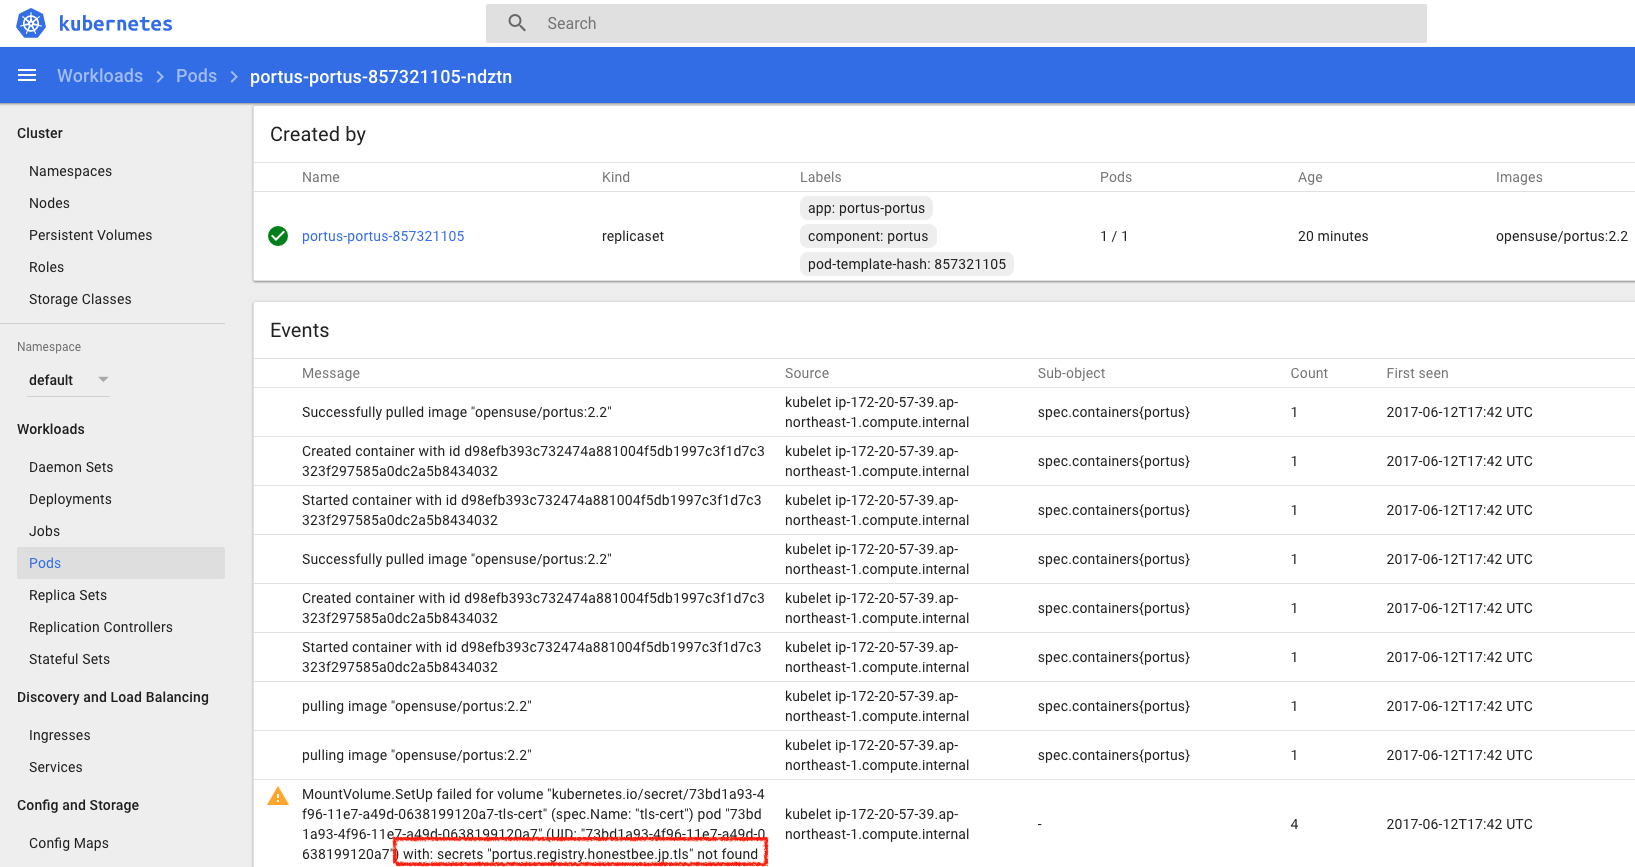 kubernetes
Search
Workloads > Pods > portus-portus-857321105-ndztn
Cluster
Namespaces
Nodes
Persistent Volumes
Roles
Storage Classes
Namespace
default
Workloads
Daemon Sets
Deployments
Jobs
Pods
Replica Sets
Replication Controllers
Stateful Sets
Discovery and Load Balancing
Ingresses
Services
Config and Storage
Config Maps
Created by
Name Kind Labels Pods Age Images
app: portus-portus
portus-portus-857321105 replicaset component: portus 1 / 1 20 minutes opensuse/portus:2.2
pod-template-hash: 857321105
Events
Message Source Sub-object Count First seen
Successfully pulled image "opensuse/portus:2.2" kubelet ip-172-20-57-39.ap-
northeast-1.compute.internal spec.containers{portus} 1 2017-06-12T17:42 UTC
Created container with id d98efb393c732474a881004f5db1997c3f1d7c3 kubelet ip-172-20-57-39.ap-
323f297585a0dc2a5b8434032 northeast-1.compute.internal spec.containers{portus} 1 2017-06-12T17:42 UTC
Started container with id d98efb393c732474a881004f5db1997c3f1d7c3 kubelet ip-172-20-57-39.ap-
323f297585a0dc2a5b8434032 northeast-1.compute.internal spec.containers{portus} 1 2017-06-12T17:42 UTC
Successfully pulled image "opensuse/portus:2.2" kubelet ip-172-20-57-39.ap-
northeast-1.compute.internal spec.containers{portus} 1 2017-06-12T17:42 UTC
Created container with id d98efb393c732474a881004f5db1997c3f1d7c3 kubelet ip-172-20-57-39.ap-
323f297585a0dc2a5b8434032 northeast-1.compute.internal spec.containers{portus} 1 2017-06-12T17:42 UTC
Started container with id d98efb393c732474a881004f5db1997c3f1d7c3 kubelet ip-172-20-57-39.ap-
323f297585a0dc2a5b8434032 northeast-1.compute.internal spec.containers{portus} 1 2017-06-12T17:42 UTC
pulling image "opensuse/portus:2.2" kubelet ip-172-20-57-39.ap-
northeast-1.compute.internal spec.containers{portus} 1 2017-06-12T17:42 UTC
pulling image "opensuse/portus:2.2" kubelet ip-172-20-57-39.ap-
northeast-1.compute.internal spec.containers{portus} 1 2017-06-12T17:42 UTC
MountVolume.SetUp failed for volume "kubernetes.io/secret/73bd1a93-4
f96-11e7-a49d-0638199120a7-tls-cert" (spec.Name: "tls-cert") pod "73bd kubelet ip-172-20-57-39.ap-
1a93-4f96-11e7-a49d-0638199120a7" (UID: "73bd1a93-4f96-11e7-a49d-0 northeast-1.compute.internal - 4 2017-06-12T17:42 UTC
638199120a7") with: secrets "portus.registry.honestbee.jp.tls" not found